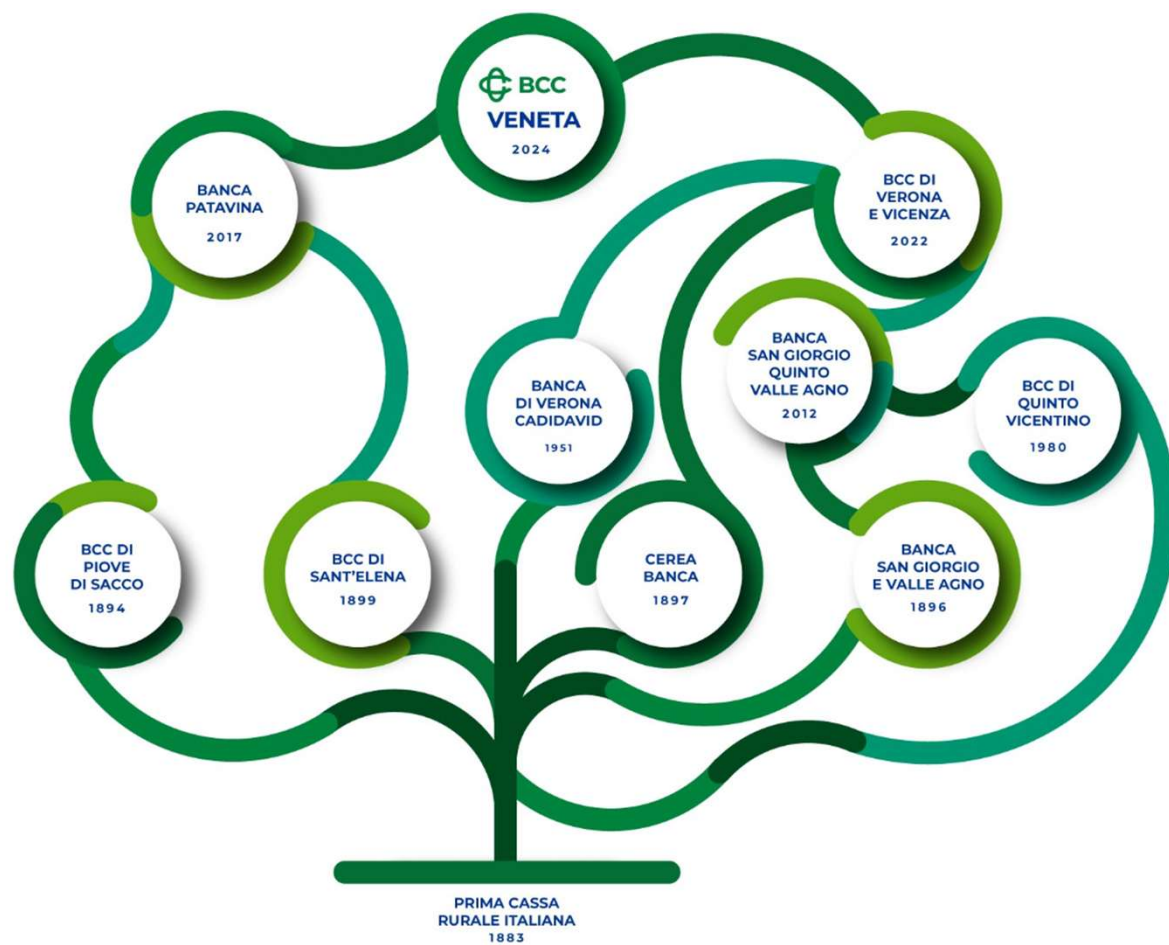 BCC
VENETA
2024
BANCA
PATAVINA
2017
BCC DI
VERONA
E VICENZA
2022
BANCA
DI VERONA
CADIDAVID
1951
BANCA
SAN GIORGIO
QUINTO
VALLE AGNO
2012
BCC DI
QUINTO
VICENTINO
1980
BCC DI
PIOVE
DI SACCO
1894
BCC DI
SANT'ELENA
1899
CEREA
BANCA
1897
BANCA
SAN GIORGIO
E VALLE AGNO
1896
PRIMA CASSA
RURALE ITALIANA
1883